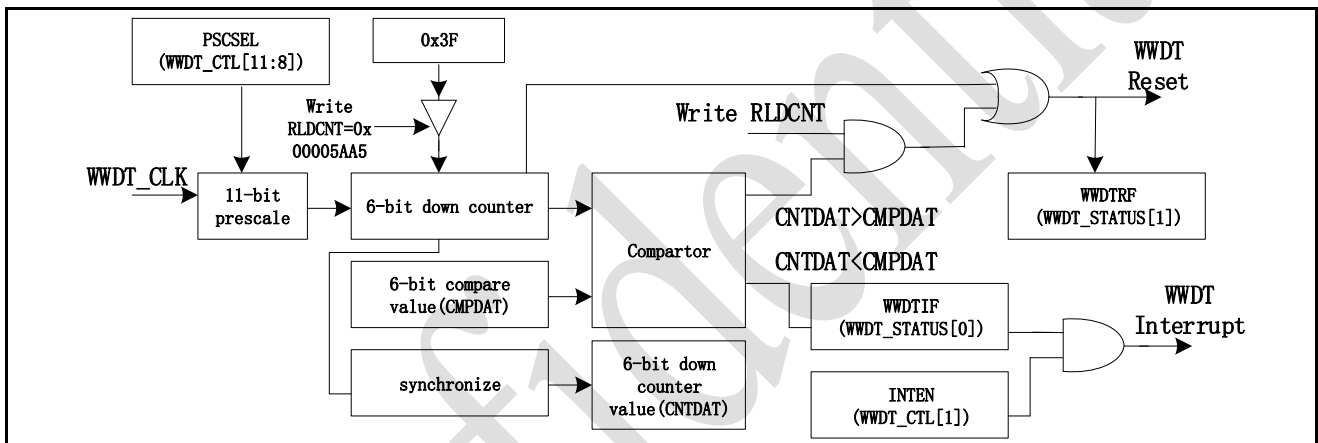 PSCSEL
(WWDT_CTL[11:8])
0x3F
WWDT
Reset
Write
RLDCNT=0x
00005AA5
Write RLDCNT
WWDT_CLK
11-bit
prescale
6-bit down counter
Compartor
CNTDAT>CMPDAT
CNTDAT<CMPDAT
WWDTRF
(WWDT_STATUS[1])
6-bit compare
value(CMPDAT)
WWDTIF
(WWDT_STATUS[0])
WWDT
Interrupt
synchronize
6-bit down
counter
value(CNTDAT)
INTEN
(WWDT_CTL[1])